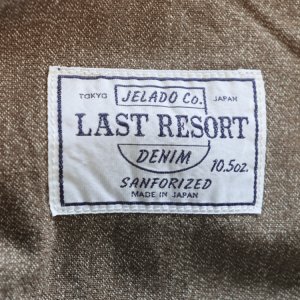 TOKYO JELADO Co. JAPAN
LAST RESORT
DENIM 10.5oz.
SANFORIZED
MADE IN JAPAN